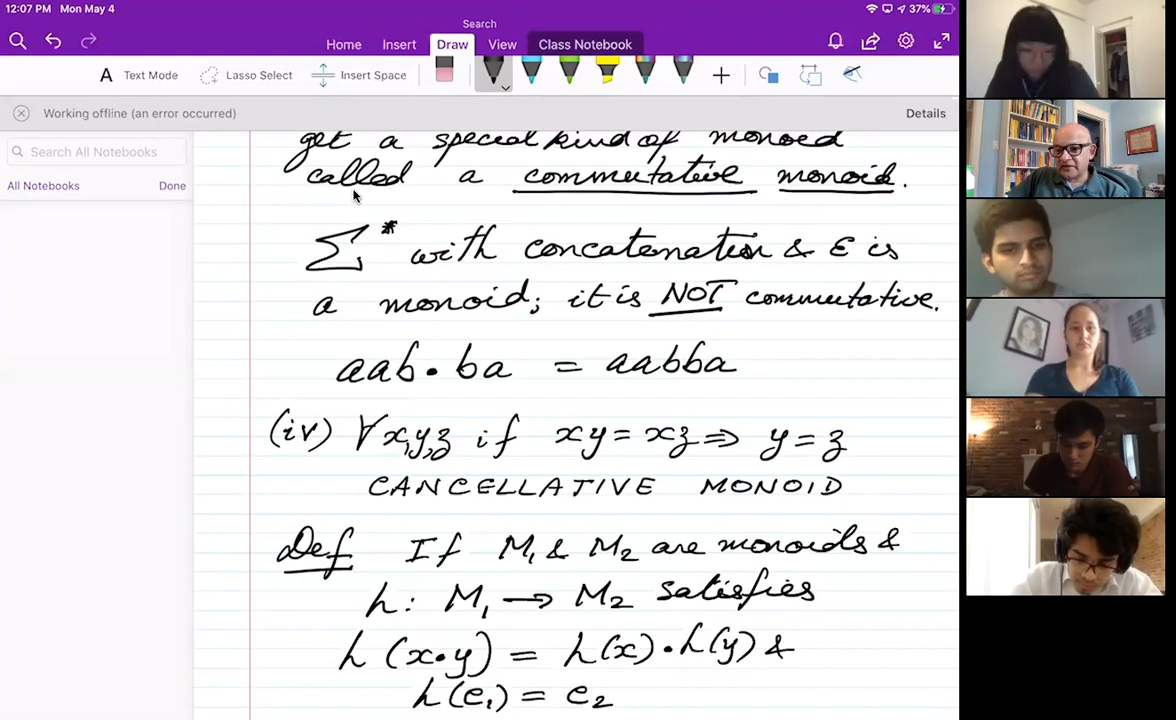 12:07 PM Mon May 4
37%
Search
Home Insert Draw View Class Notebook
A Text Mode Lasso Select Insert Space
Working offline (an error occurred) Details
Search All Notebooks
All Notebooks Done
get a special kind of monoid
called a commutative monoid.
Σ* with concatenation & ε is
a monoid; it is NOT commutative.
aab • ba = aabba
(iv) ∀x,y,z if xy = xz ⇒ y = z
CANCELLATIVE MONOID
Def If M₁ & M₂ are monoids &
h: M₁ → M₂ satisfies
h(x•y) = h(x)•h(y) &
h(e₁) = e₂